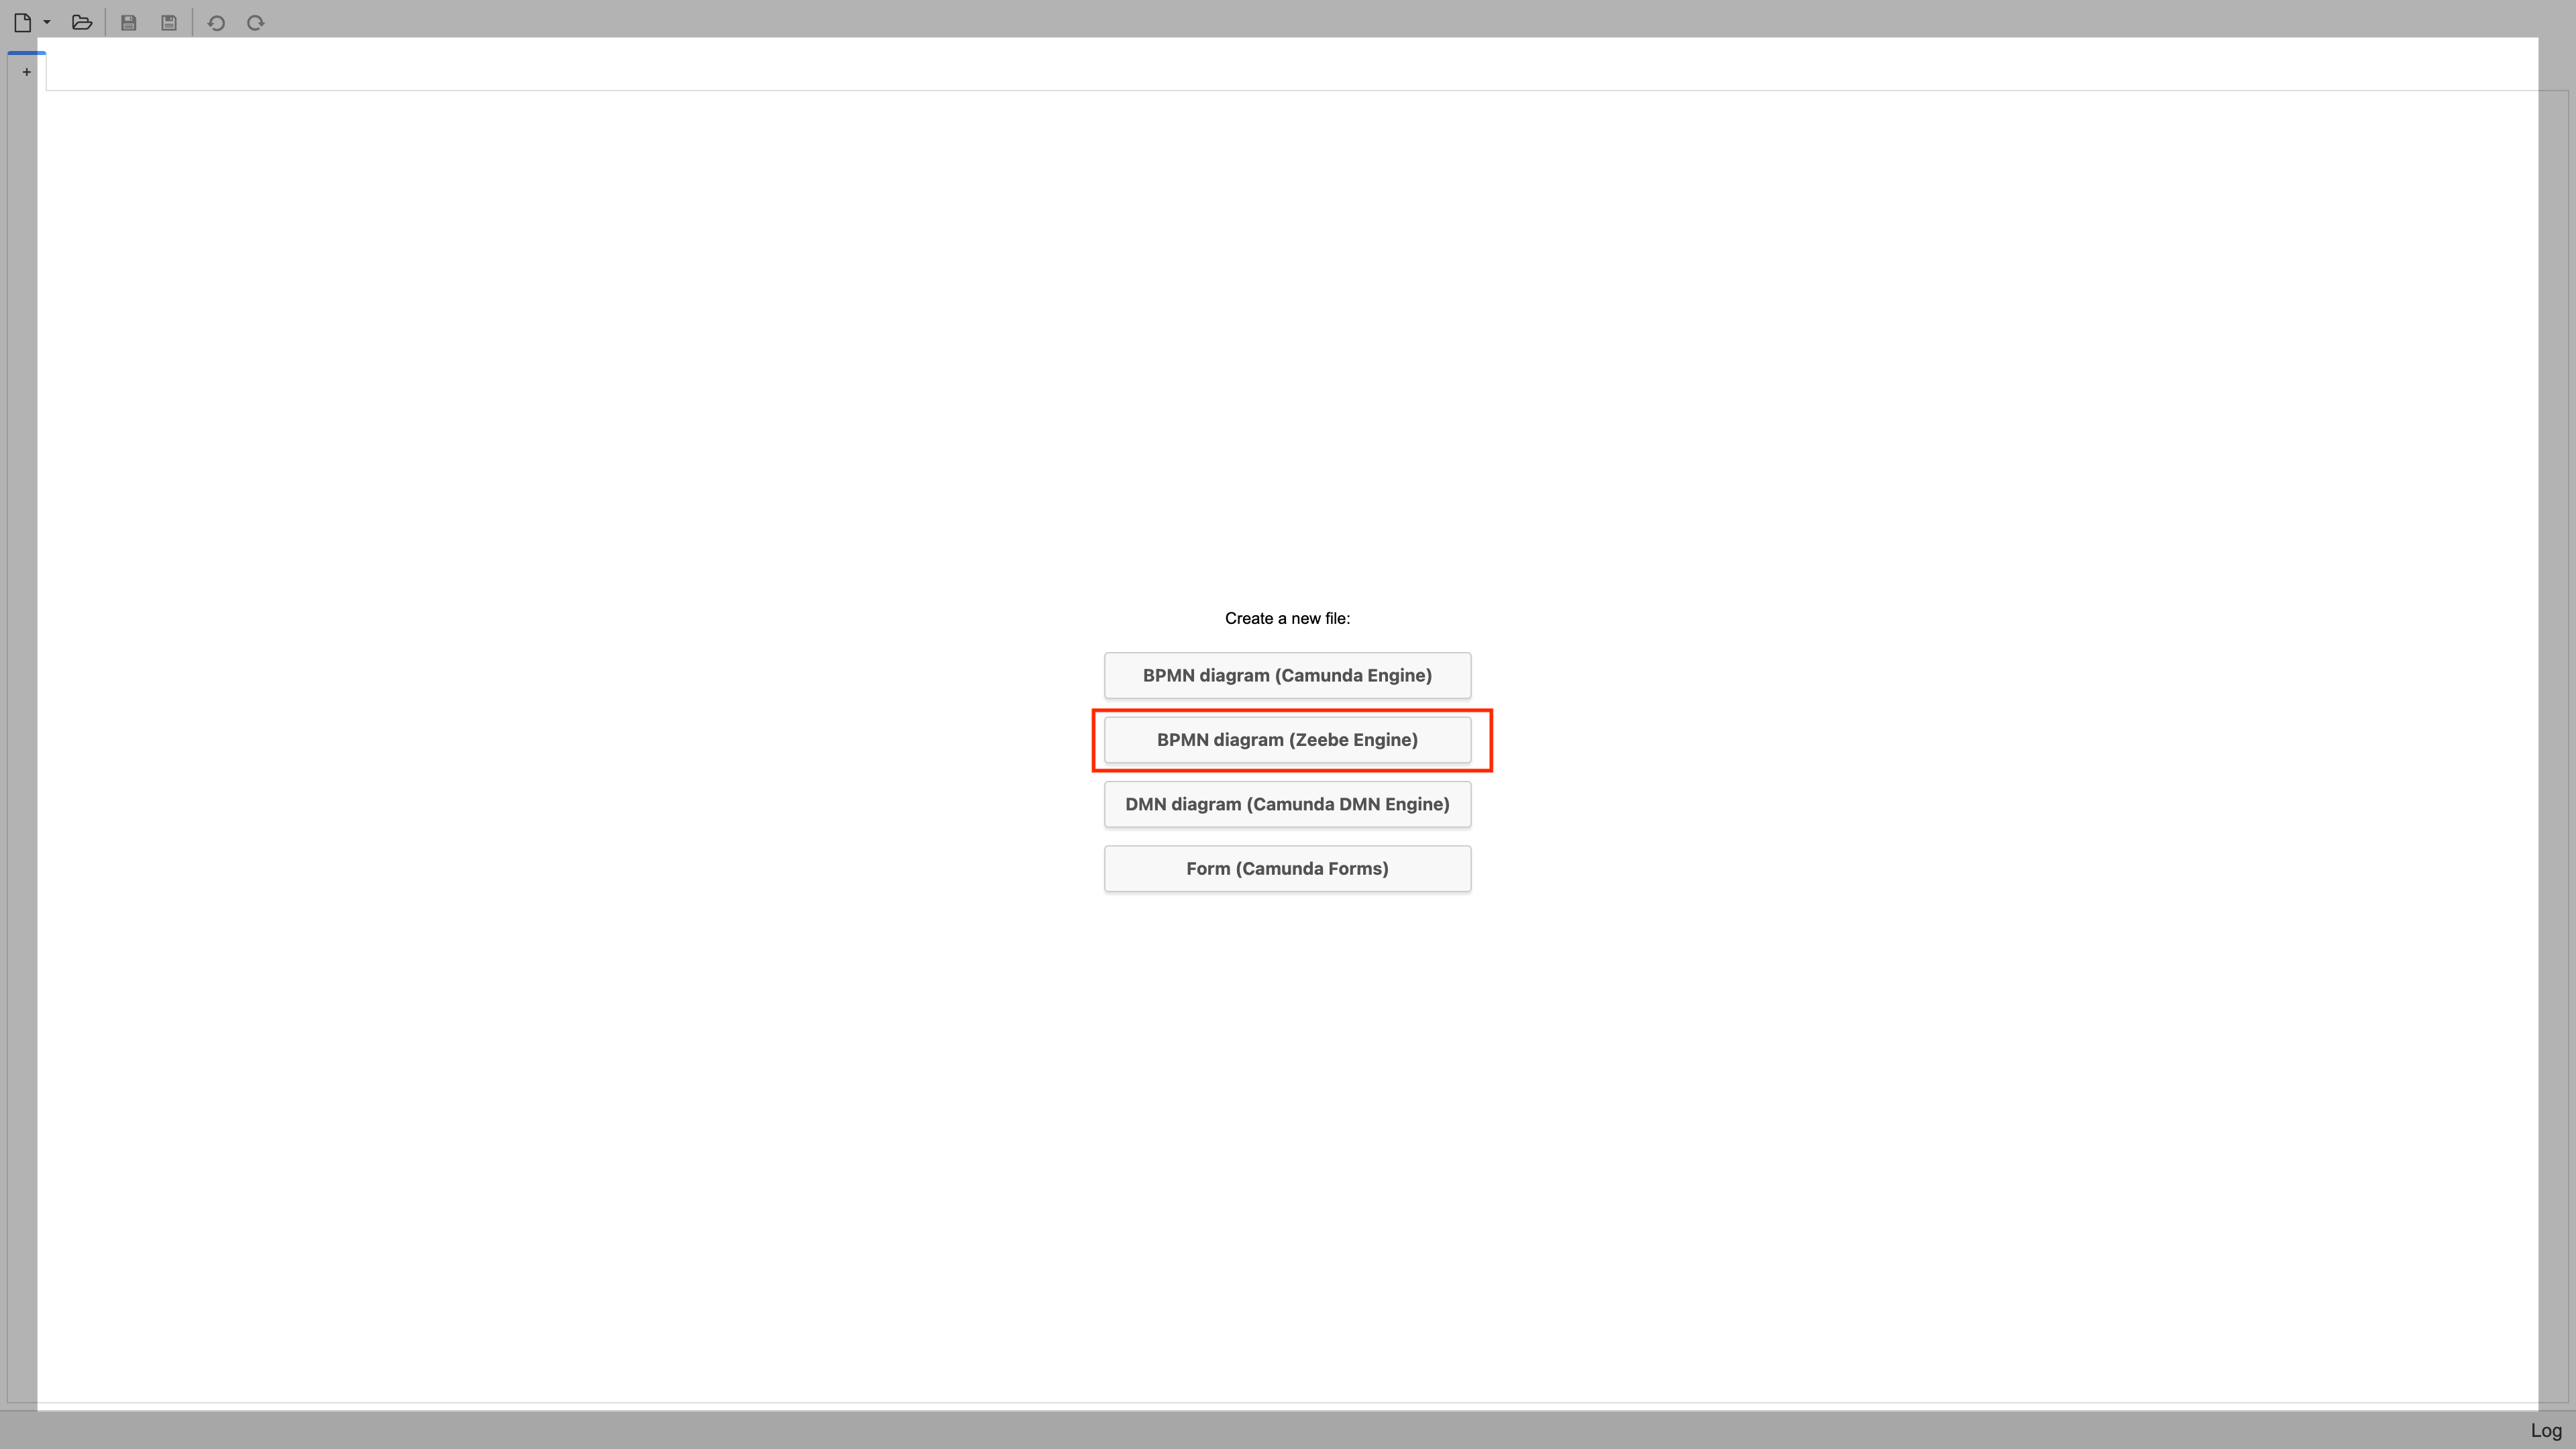 +
Create a new file:
BPMN diagram (Camunda Engine)
BPMN diagram (Zeebe Engine)
DMN diagram (Camunda DMN Engine)
Form (Camunda Forms)
Log